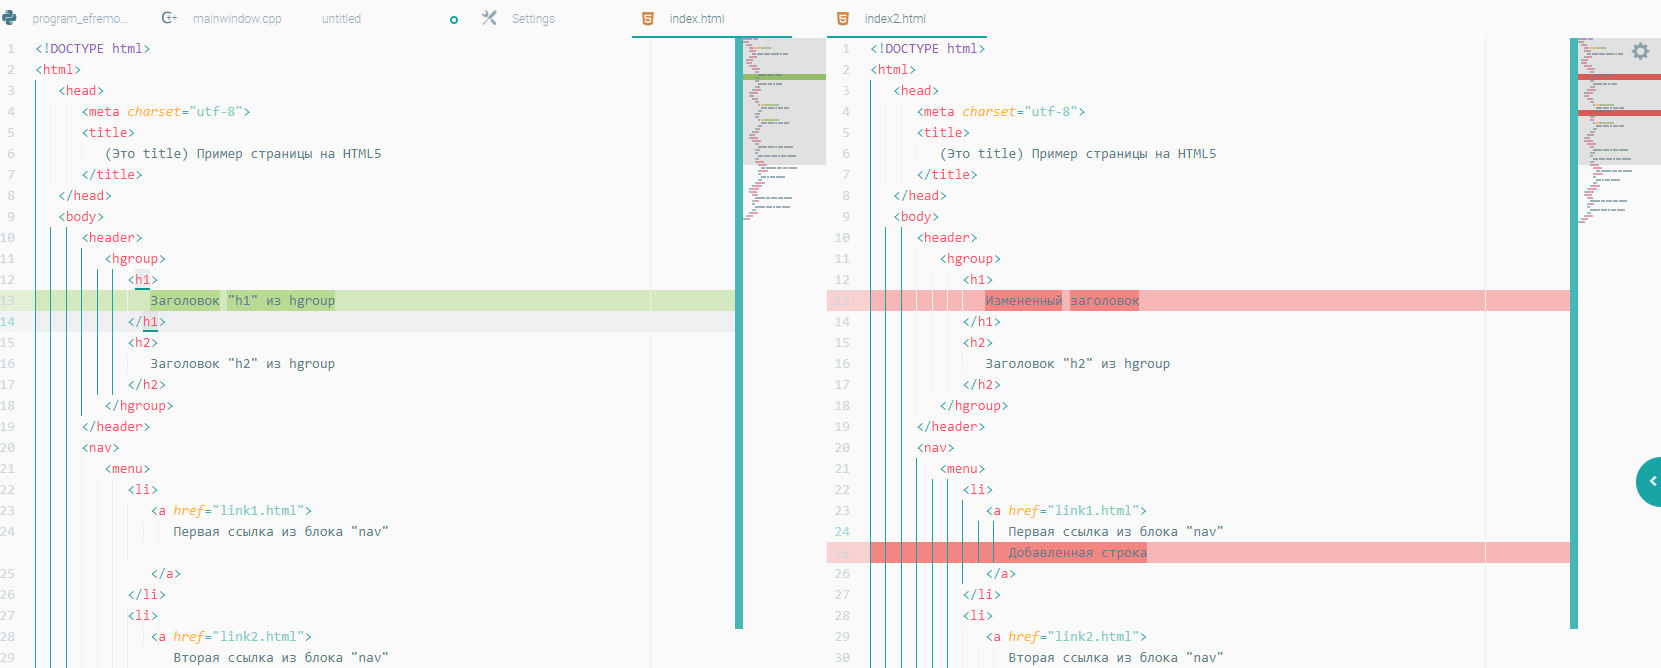 program_efremo... mainwindow.cpp untitled Settings index.html index2.html
1 <!DOCTYPE html>
2 <html>
3 <head>
4 <meta charset="utf-8">
5 <title>
6 (Это title) Пример страницы на HTML5
7 </title>
8 </head>
9 <body>
10 <header>
11 <hgroup>
12 <h1>
13 Заголовок "h1" из hgroup
14 </h1>
15 <h2>
16 Заголовок "h2" из hgroup
17 </h2>
18 </hgroup>
19 </header>
20 <nav>
21 <menu>
22 <li>
23 <a href="link1.html">
24 Первая ссылка из блока "nav"
25 </a>
26 </li>
27 <li>
28 <a href="link2.html">
29 Вторая ссылка из блока "nav"
1 <!DOCTYPE html>
2 <html>
3 <head>
4 <meta charset="utf-8">
5 <title>
6 (Это title) Пример страницы на HTML5
7 </title>
8 </head>
9 <body>
10 <header>
11 <hgroup>
12 <h1>
13 Измененный заголовок
14 </h1>
15 <h2>
16 Заголовок "h2" из hgroup
17 </h2>
18 </hgroup>
19 </header>
20 <nav>
21 <menu>
22 <li>
23 <a href="link1.html">
24 Первая ссылка из блока "nav"
25 Добавленная строка
26 </a>
27 </li>
28 <li>
29 <a href="link2.html">
30 Вторая ссылка из блока "nav"